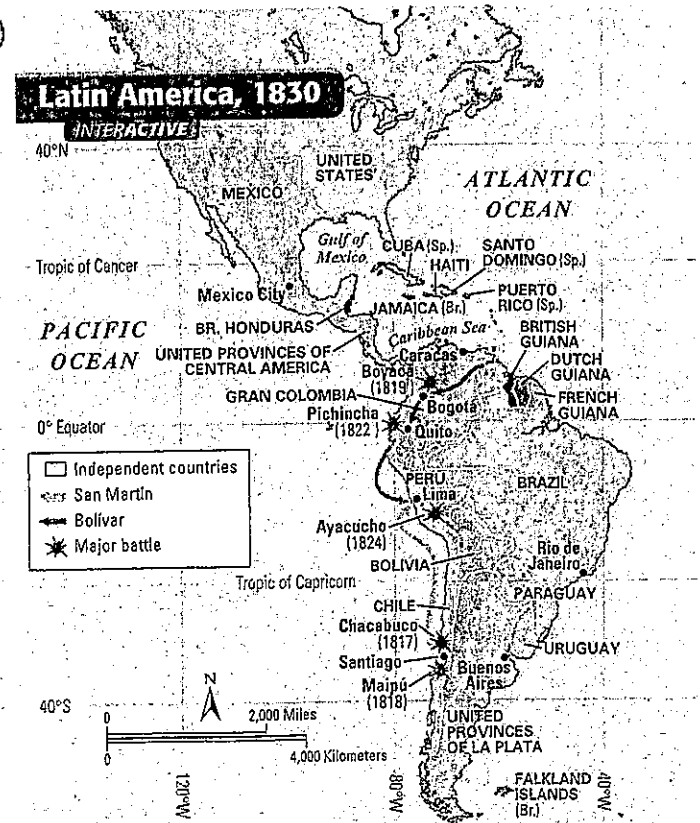 Latin America, 1830
INTERACTIVE
40°N
UNITED
STATES
MEXICO
ATLANTIC
OCEAN
Gulf of
Mexico
CUBA (Sp.)
SANTO
DOMINGO (Sp.)
HAITI
Tropic of Cancer
Mexico City
JAMAICA (Br.)
PUERTO
RICO (Sp.)
PACIFIC
OCEAN
BR. HONDURAS
Caribbean Sea
BRITISH
GUIANA
UNITED PROVINCES OF
CENTRAL AMERICA
Caracas
DUTCH
GUIANA
Boyacá
(1819)
FRENCH
GUIANA
GRAN COLOMBIA
Bogotá
Pichincha
(1822)
0° Equator
Quito
Independent countries
San Martín
Bolívar
Major battle
PERU
Lima
BRAZIL
Ayacucho
(1824)
BOLIVIA
Rio de
Janeiro
Tropic of Capricorn
PARAGUAY
CHILE
Chacabuco
(1817)
URUGUAY
Santiago
Buenos
Aires
Maipú
(1818)
N
40°S
0
2,000 Miles
0
4,000 Kilometers
UNITED
PROVINCES
OF LA PLATA
FALKLAND
ISLANDS
(Br.)
120°W
80°W
40°W